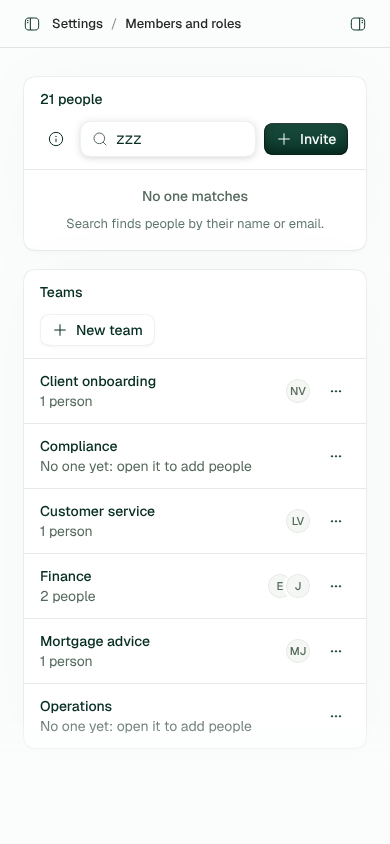 Settings / Members and roles
21 people
zzz
Invite
No one matches
Search finds people by their name or email.
Teams
New team
Client onboarding
NV
1 person
Compliance
No one yet: open it to add people
Customer service
LV
1 person
Finance
E J
2 people
Mortgage advice
MJ
1 person
Operations
No one yet: open it to add people